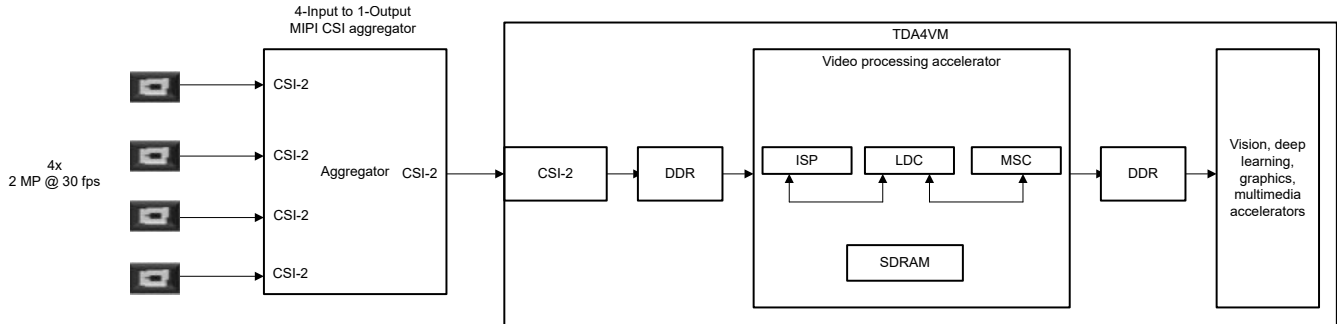 4-Input to 1-Output
MIPI CSI aggregator
4x
2 MP @ 30 fps
CSI-2
CSI-2
CSI-2
CSI-2
Aggregator
CSI-2
TDA4VM
CSI-2
DDR
Video processing accelerator
ISP
LDC
MSC
SDRAM
DDR
Vision, deep
learning,
graphics,
multimedia
accelerators